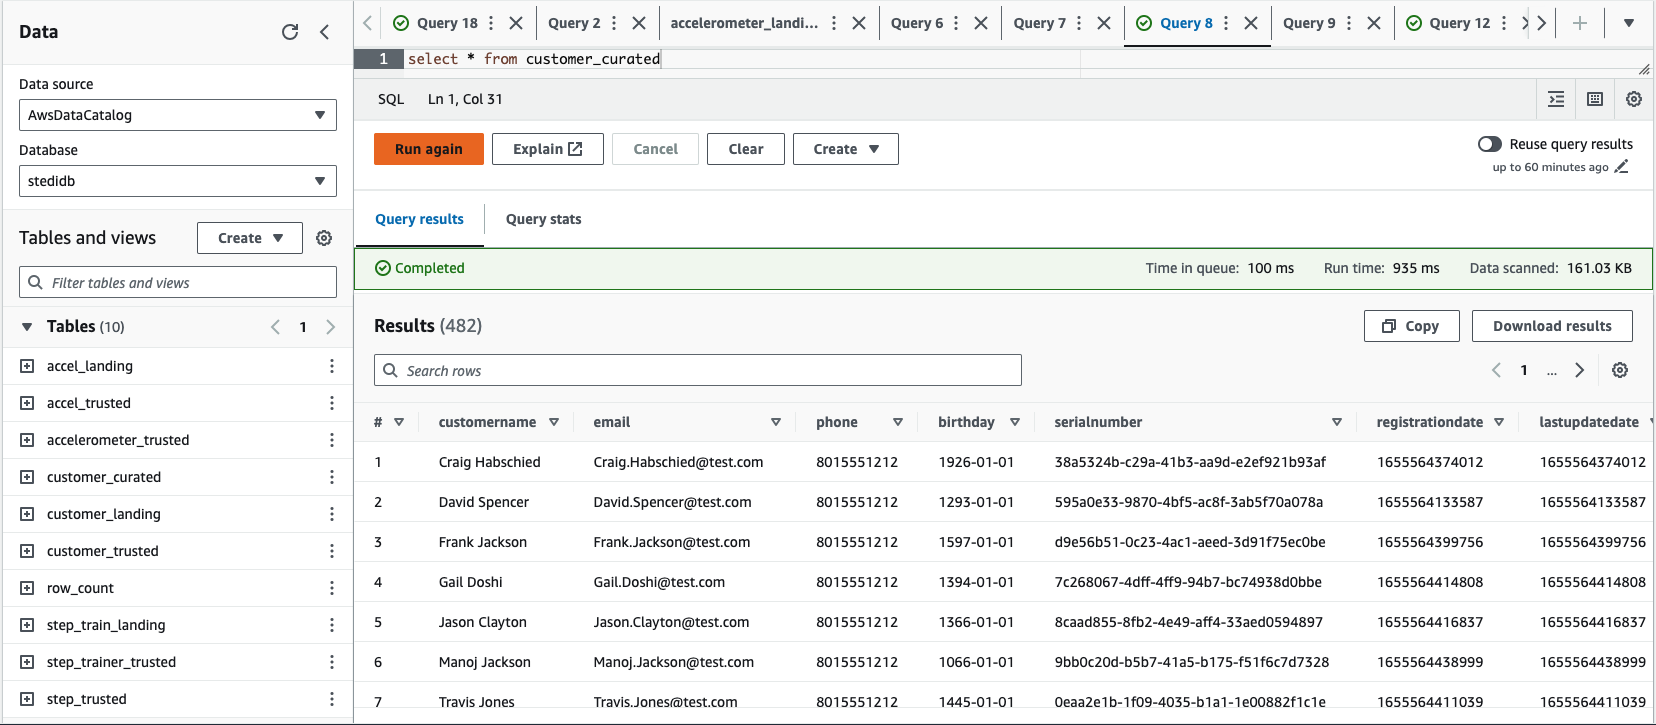 Data
Data source
AwsDataCatalog
Database
stedidb
Tables and views
Create
Filter tables and views
Tables (10)
1
accel_landing
accel_trusted
accelerometer_trusted
customer_curated
customer_landing
customer_trusted
row_count
step_train_landing
step_trainer_trusted
step_trusted
Query 18 Query 2 accelerometer_landi... Query 6 Query 7 Query 8 Query 9 Query 12
1 select * from customer_curated
SQL Ln 1, Col 31
Run again Explain Cancel Clear Create
Reuse query results
up to 60 minutes ago
Query results Query stats
Completed Time in queue: 100 ms Run time: 935 ms Data scanned: 161.03 KB
Results (482) Copy Download results
Search rows 1 ...
# customername email phone birthday serialnumber registrationdate lastupdatedate
1 Craig Habschied Craig.Habschied@test.com 8015551212 1926-01-01 38a5324b-c29a-41b3-aa9d-e2ef921b93af 1655564374012 1655564374012
2 David Spencer David.Spencer@test.com 8015551212 1293-01-01 595a0e33-9870-4bf5-ac8f-3ab5f70a078a 1655564133587 1655564133587
3 Frank Jackson Frank.Jackson@test.com 8015551212 1597-01-01 d9e56b51-0c23-4ac1-aeed-3d91f75ec0be 1655564399756 1655564399756
4 Gail Doshi Gail.Doshi@test.com 8015551212 1394-01-01 7c268067-4dff-4ff9-94b7-bc74938d0bbe 1655564414808 1655564414808
5 Jason Clayton Jason.Clayton@test.com 8015551212 1366-01-01 8caad855-8fb2-4e49-aff4-33aed0594897 1655564416837 1655564416837
6 Manoj Jackson Manoj.Jackson@test.com 8015551212 1066-01-01 9bb0c20d-b5b7-41a5-b175-f51f6c7d7328 1655564438999 1655564438999
7 Travis Jones Travis.Jones@test.com 8015551212 1445-01-01 0eaa2e1b-1f09-4035-b1a1-1e00882f1c1e 1655564411039 1655564411039